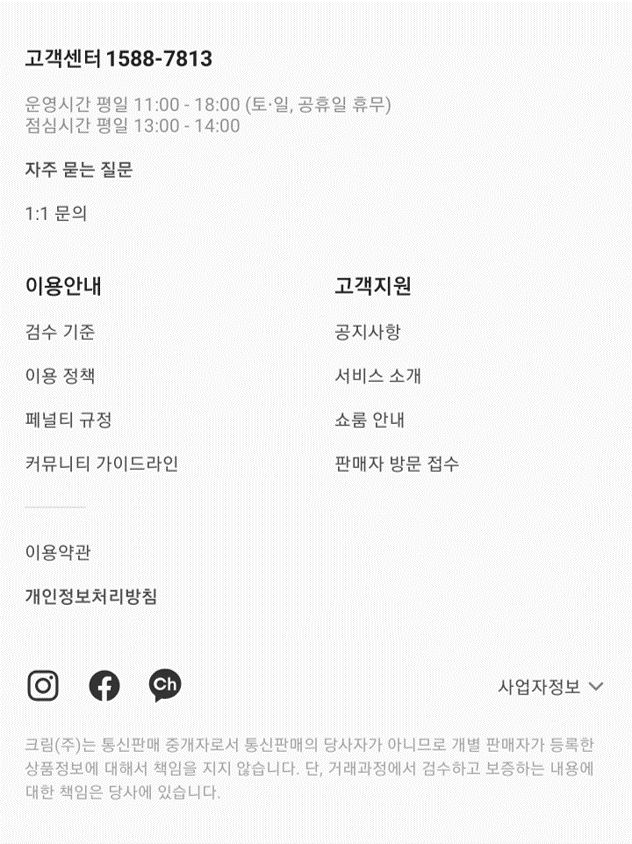 고객센터 1588-7813
운영시간 평일 11:00 - 18:00 (토·일, 공휴일 휴무)
점심시간 평일 13:00 - 14:00
자주 묻는 질문
1:1 문의
이용안내
검수 기준
이용 정책
페널티 규정
커뮤니티 가이드라인
고객지원
공지사항
서비스 소개
쇼룸 안내
판매자 방문 접수
이용약관
개인정보처리방침
Ch
사업자정보
크림(주)는 통신판매 중개자로서 통신판매의 당사자가 아니므로 개별 판매자가 등록한
상품정보에 대해서 책임을 지지 않습니다. 단, 거래과정에서 검수하고 보증하는 내용에
대한 책임은 당사에 있습니다.